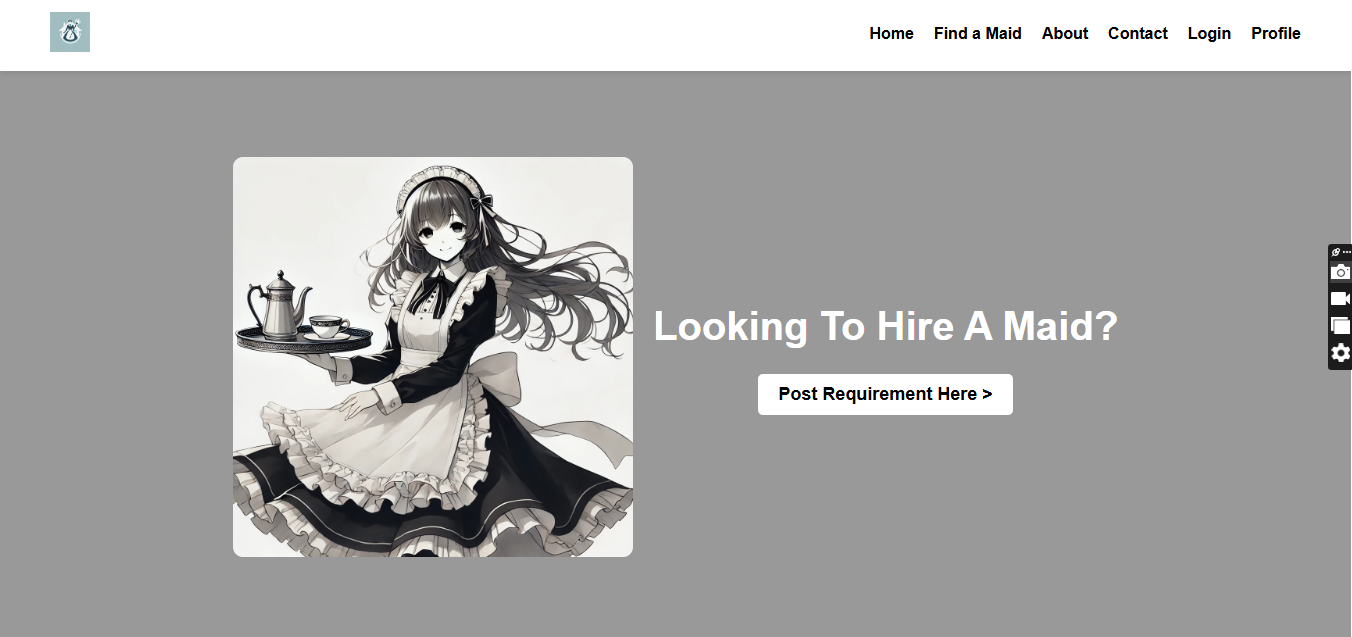 Home Find a Maid About Contact Login Profile
Looking To Hire A Maid?
Post Requirement Here >